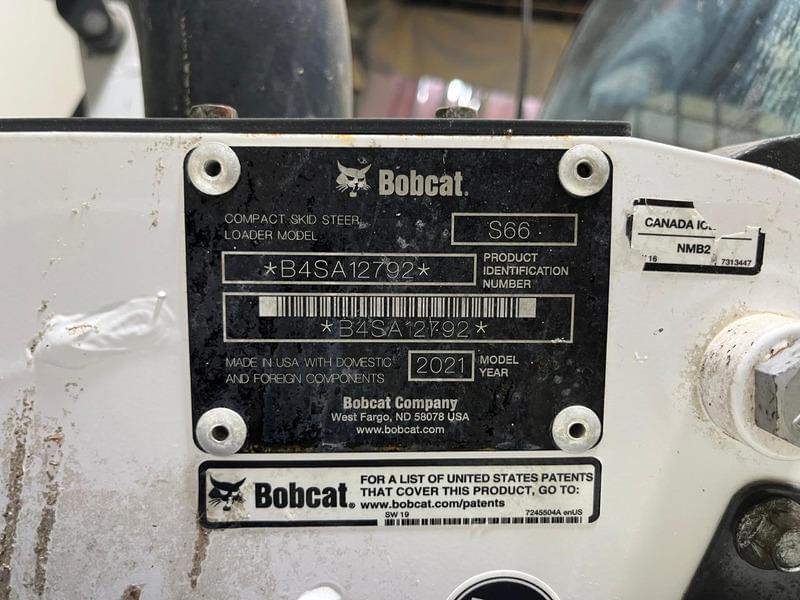 Bobcat.
COMPACT SKID STEER
LOADER MODEL
S66
*B4SA12792*
PRODUCT
IDENTIFICATION
NUMBER
*B4SA12792*
MADE IN USA WITH DOMESTIC
AND FOREIGN COMPONENTS
2021
MODEL
YEAR
Bobcat Company
West Fargo, ND 58078 USA
www.bobcat.com
CANADA
NMB2
16
7313447
Bobcat®
FOR A LIST OF UNITED STATES PATENTS
THAT COVER THIS PRODUCT, GO TO:
www.bobcat.com/patents
SW 19
7245504A enUS